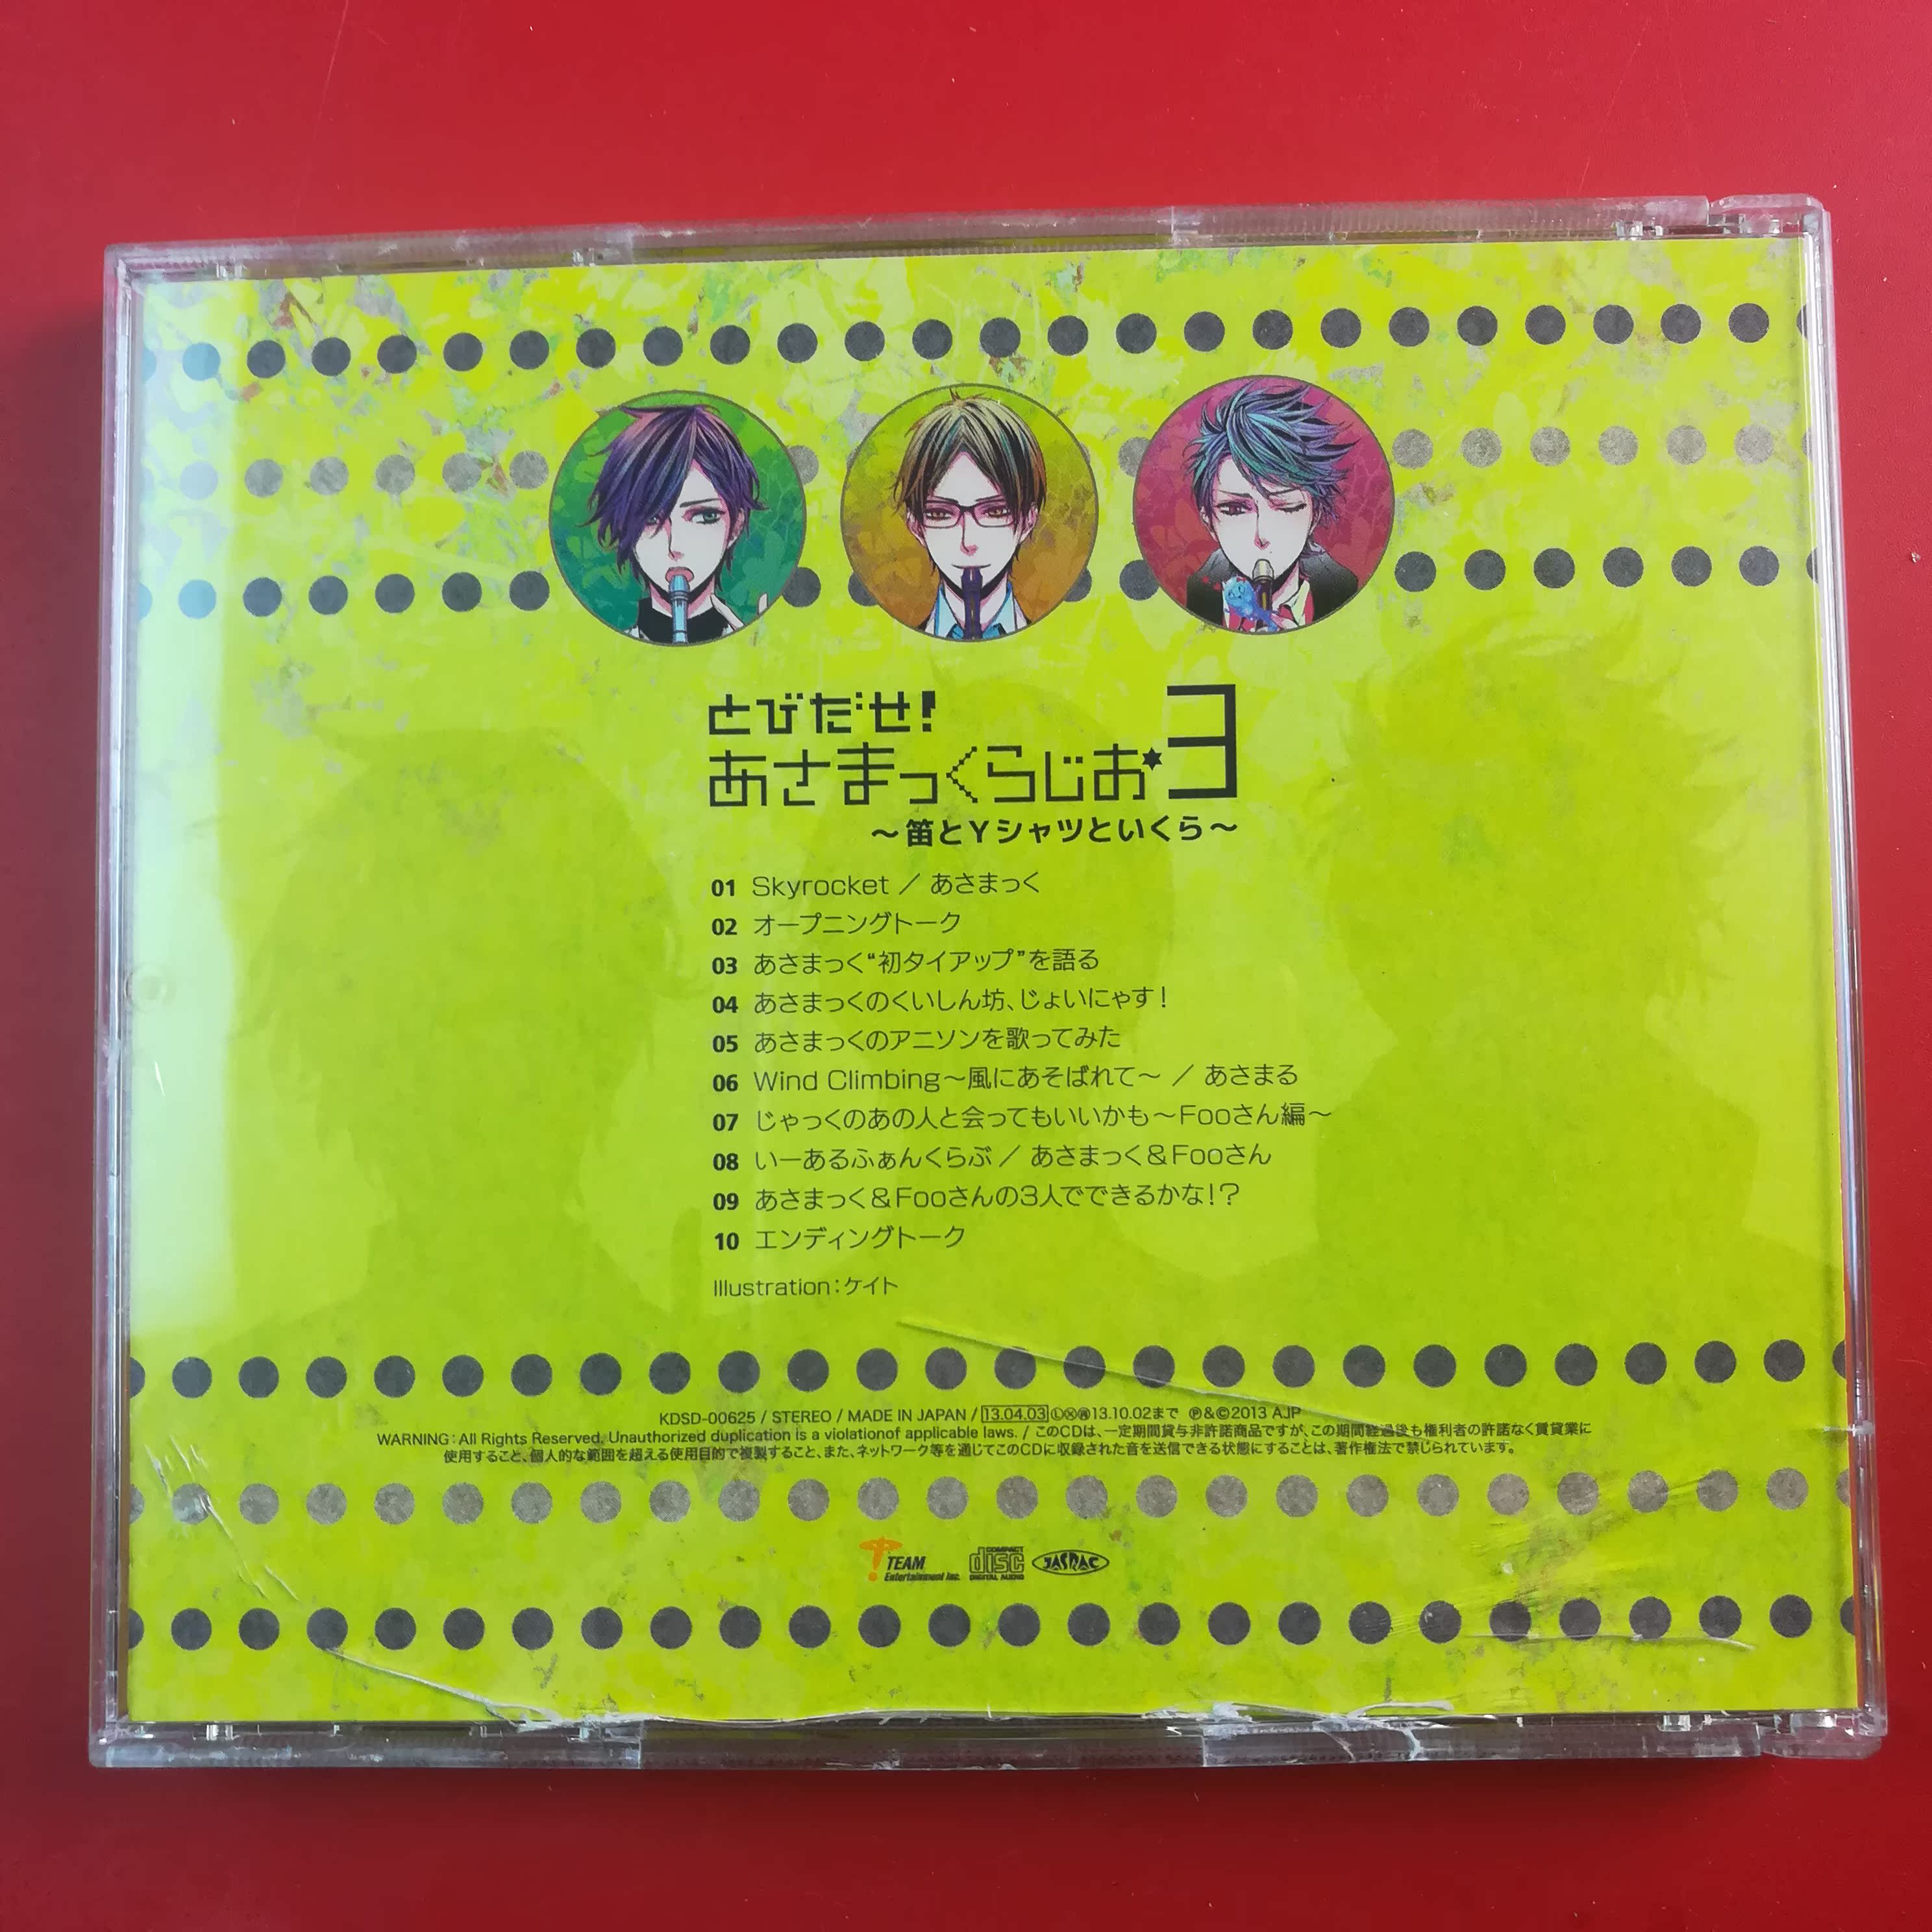 とびだせ!
あさまっくらじお★3
～笛とYシャツといくら～
01 Skyrocket ／ あさまっく
02 オープニングトーク
03 あさまっく“初タイアップ”を語る
04 あさまっくのくいしん坊、じょいにゃす!
05 あさまっくのアニソンを歌ってみた
06 Wind Climbing～風にあそばれて～ ／ あさまる
07 じゃっくのあの人と会ってもいいかも～Fooさん編～
08 いーあるふぁんくらぶ ／ あさまっく＆Fooさん
09 あさまっく＆Fooさんの3人でできるかな!?
10 エンディングトーク
Illustration:ケイト
KDSD-00625 / STEREO / MADE IN JAPAN / 13.04.03 Ⓛ Ⓧ 13.10.02まで ℗&©2013 AJP
WARNING:All Rights Reserved. Unauthorized duplication is a violationof applicable laws. / このCDは、一定期間貸与非許諾商品ですが、この期間経過後も権利者の許諾なく賃貸業に
使用すること、個人的な範囲を超える使用目的で複製すること、また、ネットワーク等を通じてこのCDに収録された音を送信できる状態にすることは、著作権法で禁じられています。
TEAM
Entertainment Inc.
COMPACT
disc
DIGITAL AUDIO
JASRAC